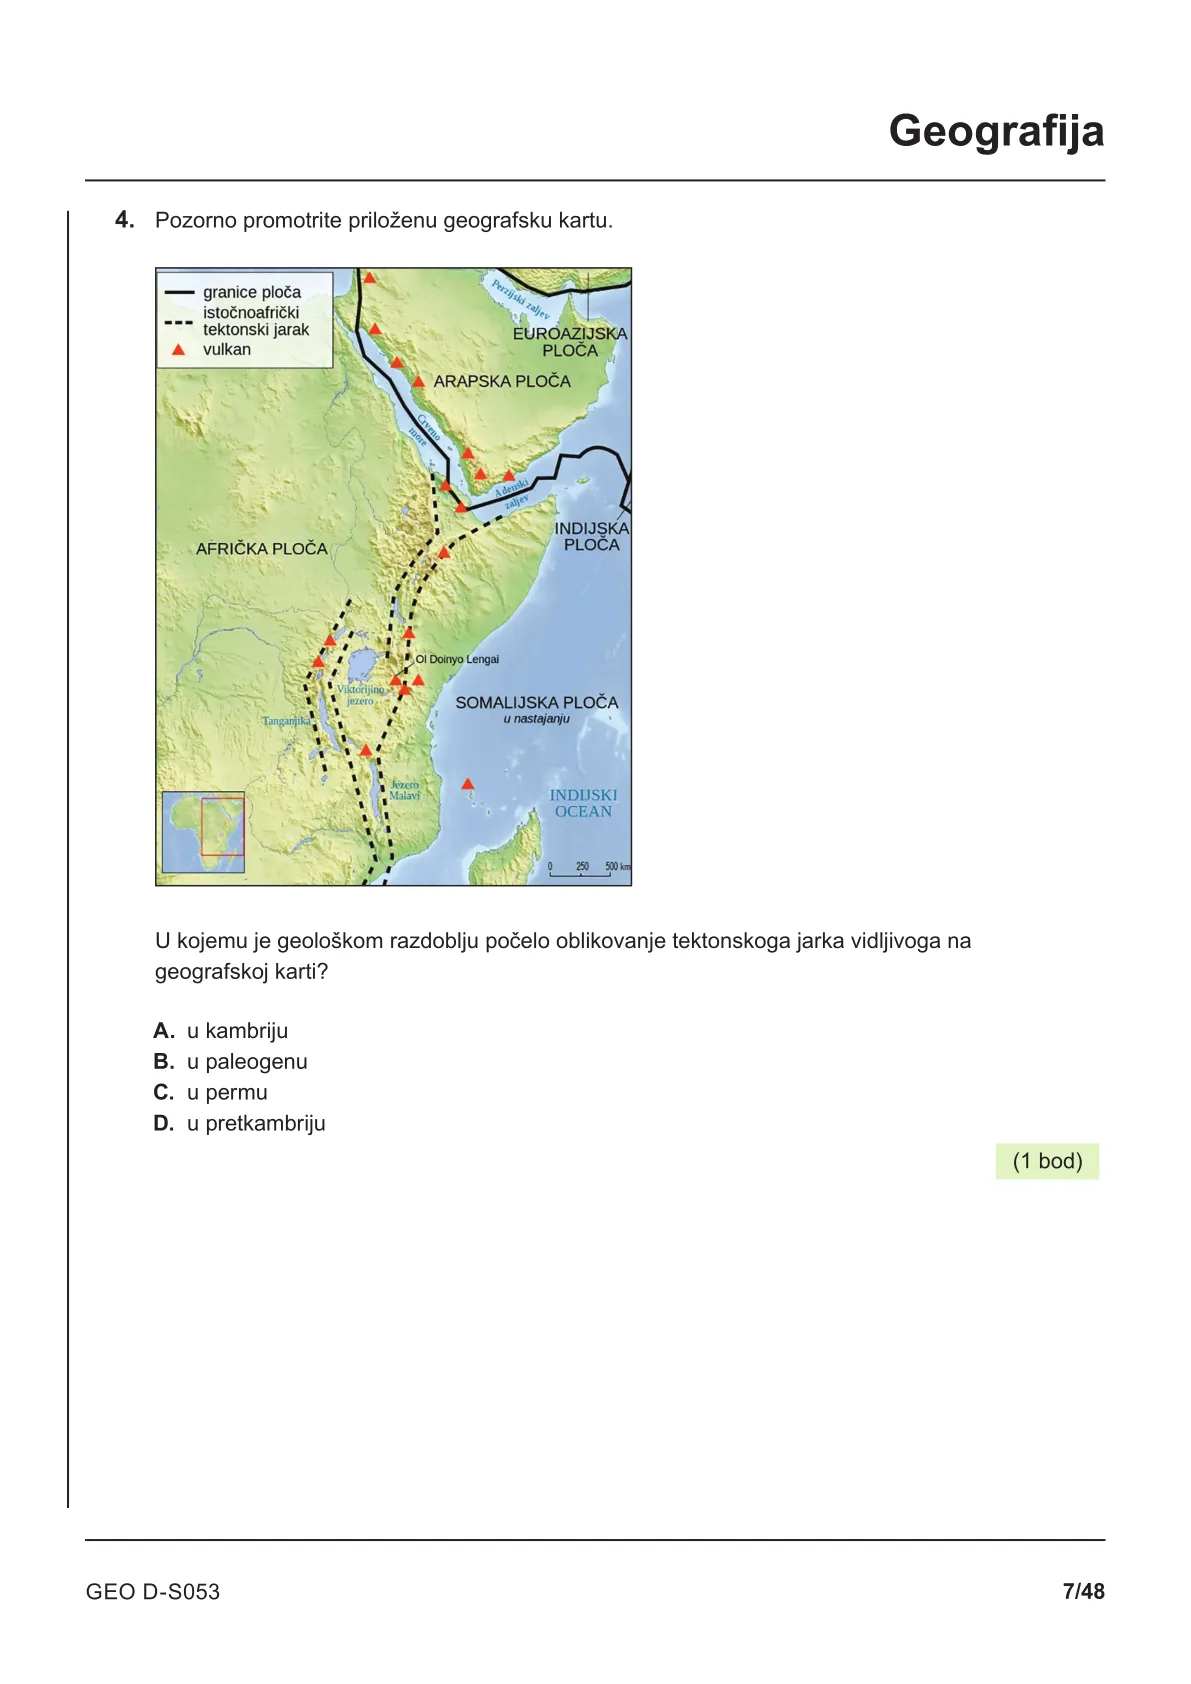 Geografija
4. Pozorno promotrite priloženu geografsku kartu.
granice ploča
istočnoafrički
tektonski jarak
vulkan
Perzijski zaljev
EUROAZIJSKA
PLOČA
ARAPSKA PLOČA
Crveno
more
Adenski
zaljev
INDIJSKA
PLOČA
AFRIČKA PLOČA
Ol Doinyo Lengai
Viktorijino
jezero
SOMALIJSKA PLOČA
u nastajanju
Tanganjika
Jezero
Malavi
INDIJSKI
OCEAN
0 250 500 km
U kojemu je geološkom razdoblju počelo oblikovanje tektonskoga jarka vidljivoga na
geografskoj karti?
A. u kambriju
B. u paleogenu
C. u permu
D. u pretkambriju
(1 bod)
GEO D-S053
7/48